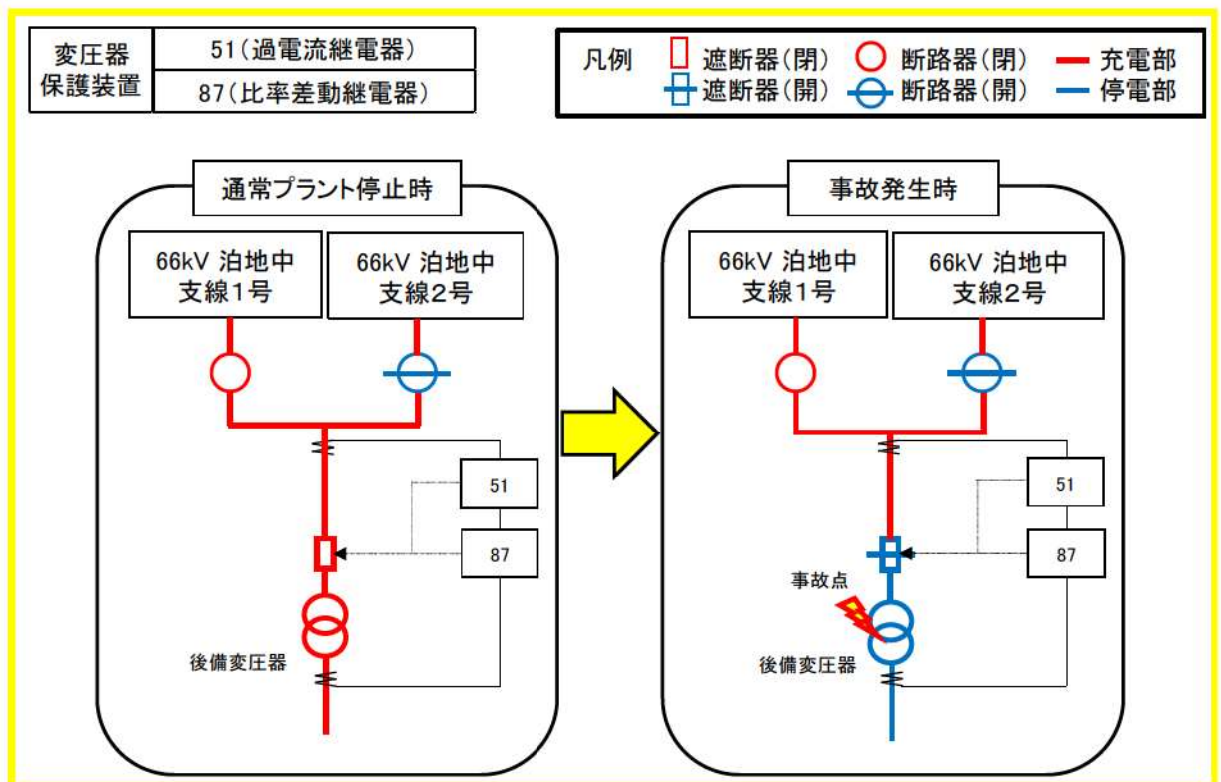 変圧器
保護装置
51(過電流継電器)
87(比率差動継電器)
凡例
遮断器(閉)
断路器(閉)
充電部
遮断器(開)
断路器(開)
停電部
通常プラント停止時
66kV 泊地中
支線1号
66kV 泊地中
支線2号
51
87
後備変圧器
事故発生時
66kV 泊地中
支線1号
66kV 泊地中
支線2号
51
87
事故点
後備変圧器